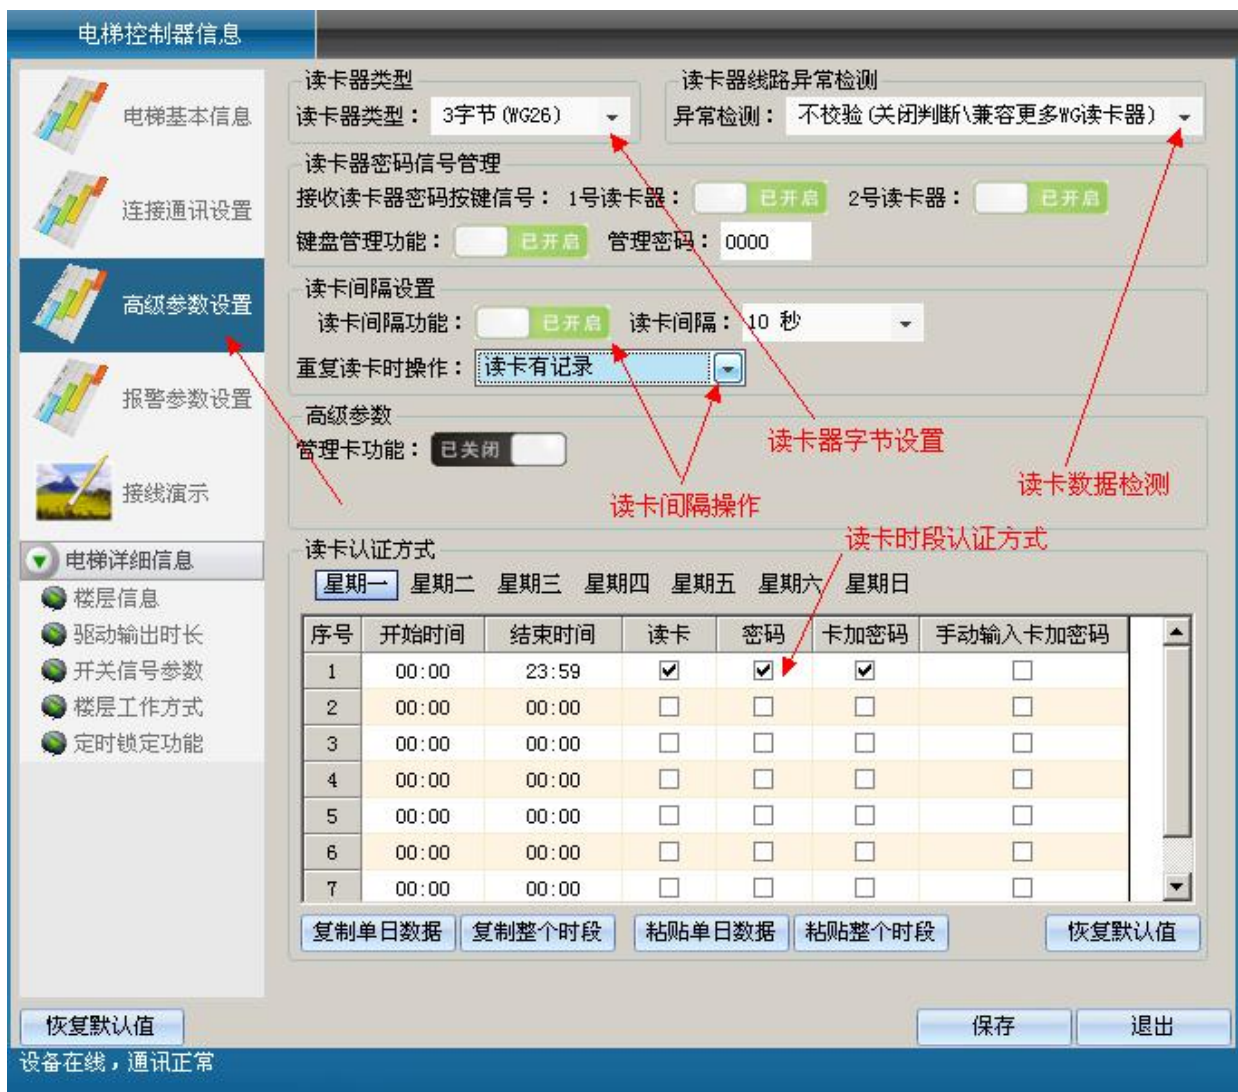 电梯控制器信息
电梯基本信息
连接通讯设置
高级参数设置
报警参数设置
接线演示
电梯详细信息
楼层信息
驱动输出时长
开关信号参数
楼层工作方式
定时锁定功能
读卡器类型
读卡器类型： 3字节(WG26)
读卡器线路异常检测
异常检测： 不校验(关闭判断\兼容更多WG读卡器)
读卡器密码信号管理
接收读卡器密码按键信号： 1号读卡器： 已开启 2号读卡器： 已开启
键盘管理功能： 已开启 管理密码： 0000
读卡间隔设置
读卡间隔功能： 已开启 读卡间隔： 10 秒
重复读卡时操作： 读卡有记录
高级参数
管理卡功能： 已关闭
读卡器字节设置
读卡数据检测
读卡间隔操作
读卡时段认证方式
读卡认证方式
星期一 星期二 星期三 星期四 星期五 星期六 星期日
序号 开始时间 结束时间 读卡 密码 卡加密码 手动输入卡加密码
1 00:00 23:59
2 00:00 00:00
3 00:00 00:00
4 00:00 00:00
5 00:00 00:00
6 00:00 00:00
7 00:00 00:00
复制单日数据 复制整个时段 粘贴单日数据 粘贴整个时段 恢复默认值
恢复默认值 保存 退出
设备在线，通讯正常